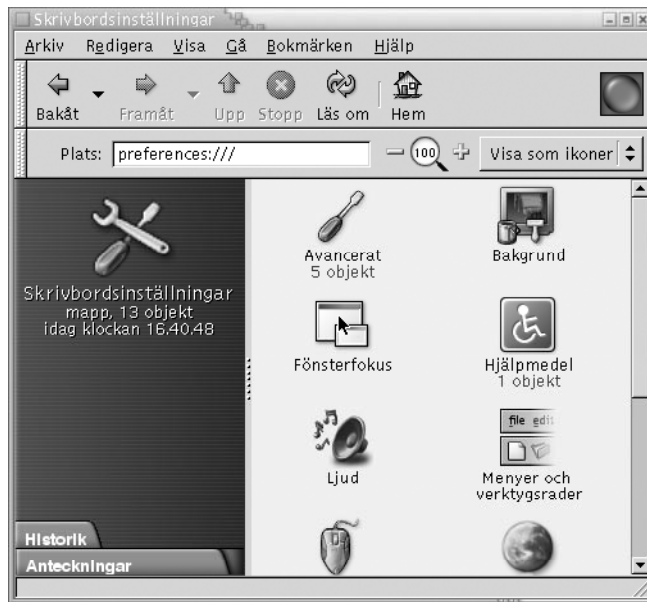 Skrivbordsinställningar
Arkiv Redigera Visa Gå Bokmärken Hjälp
Bakåt Framåt Upp Stopp Läs om Hem
Plats: preferences:/// 100 Visa som ikoner
Skrivbordsinställningar
mapp, 13 objekt
idag klockan 16.40.48
Avancerat
5 objekt
Bakgrund
Fönsterfokus
Hjälpmedel
1 objekt
Ljud
file edit
Menyer och
verktygsrader
Historik
Anteckningar